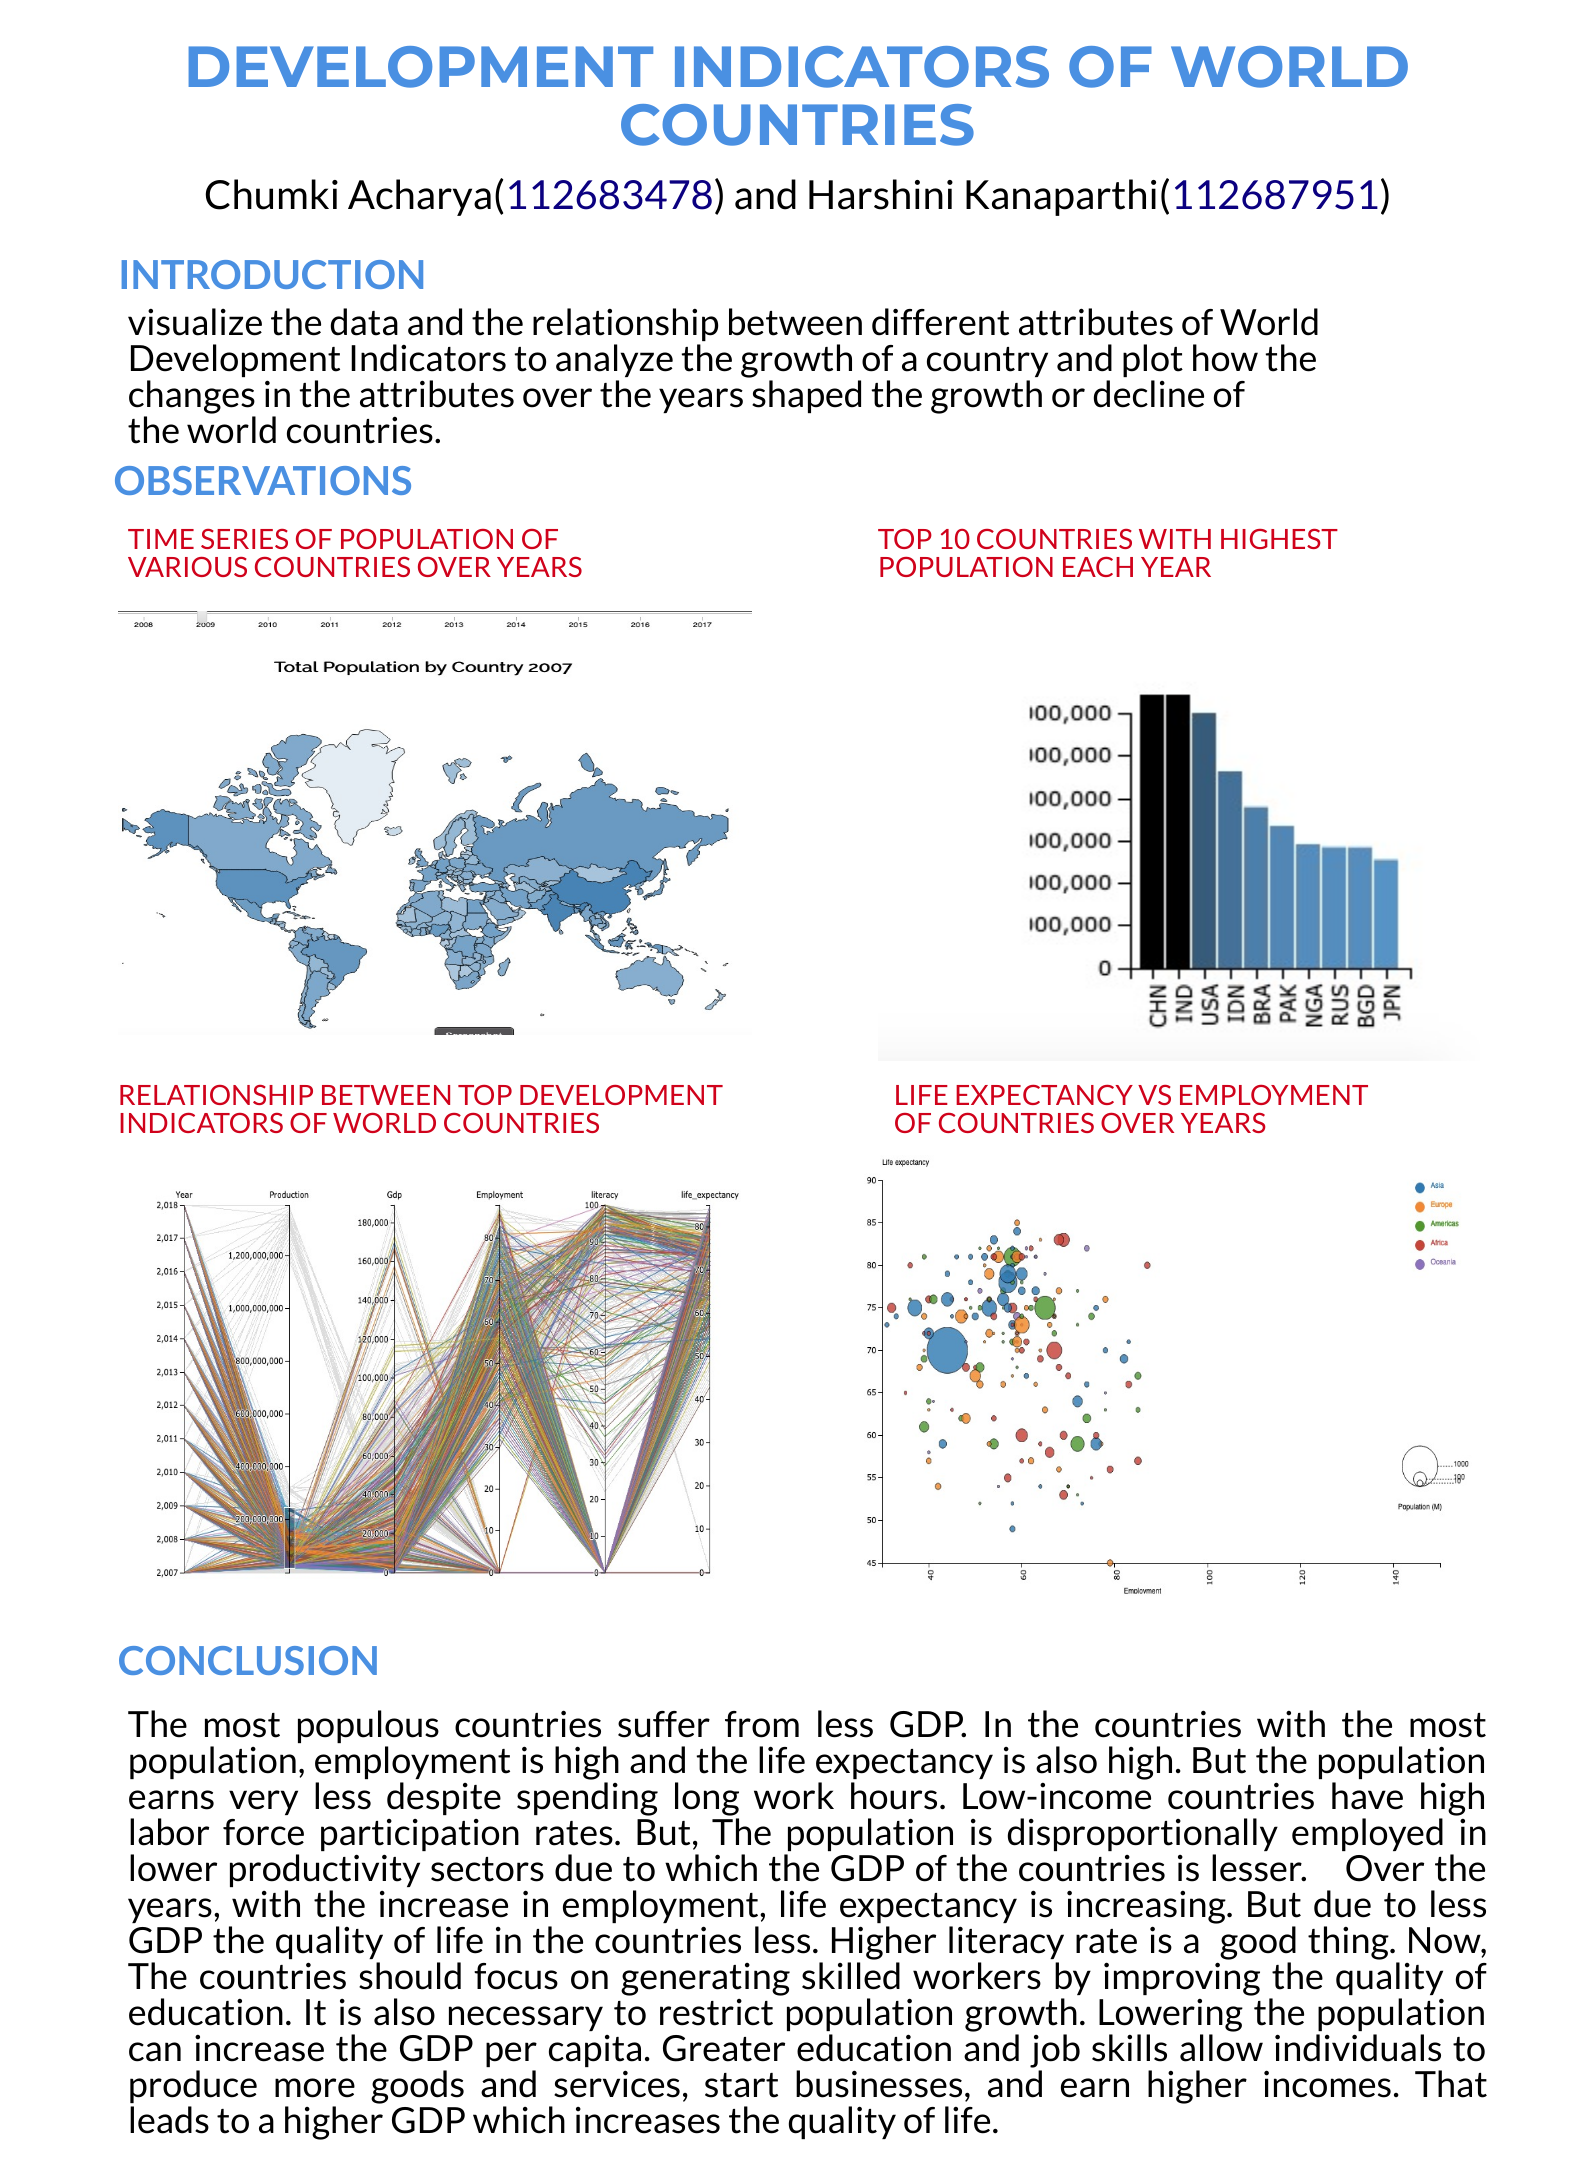 DEVELOPMENT INDICATORS OF WORLD
COUNTRIES
Chumki Acharya(112683478) and Harshini Kanaparthi(112687951)
INTRODUCTION
visualize the data and the relationship between different attributes of World
Development Indicators to analyze the growth of a country and plot how the
changes in the attributes over the years shaped the growth or decline of
the world countries.
OBSERVATIONS
TIME SERIES OF POPULATION OF
VARIOUS COUNTRIES OVER YEARS
2008 2009 2010 2011 2012 2013 2014 2015 2016 2017
Total Population by Country 2007
TOP 10 COUNTRIES WITH HIGHEST
POPULATION EACH YEAR
00,000
00,000
00,000
00,000
00,000
00,000
0
CHN IND USA IDN BRA PAK NGA RUS BGD JPN
RELATIONSHIP BETWEEN TOP DEVELOPMENT
INDICATORS OF WORLD COUNTRIES
Year Production Gdp Employment literacy life_expectancy
2,018
2,017
2,016
2,015
2,014
2,013
2,012
2,011
2,010
2,009
2,008
2,007
1,200,000,000
1,000,000,000
800,000,000
600,000,000
400,000,000
200,000,000
180,000
160,000
140,000
120,000
100,000
80,000
60,000
40,000
20,000
0
80
70
60
50
40
30
20
10
0
100
90
80
70
60
50
40
30
20
10
0
80
70
60
50
40
30
20
10
0
LIFE EXPECTANCY VS EMPLOYMENT
OF COUNTRIES OVER YEARS
Life expectancy
90
85
80
75
70
65
60
55
50
45
40 60 80 100 120 140
Employment
Asia
Europe
Americas
Africa
Oceania
1000
100
Population (M)
CONCLUSION
The most populous countries suffer from less GDP. In the countries with the most
population, employment is high and the life expectancy is also high. But the population
earns very less despite spending long work hours. Low-income countries have high
labor force participation rates. But, The population is disproportionally employed in
lower productivity sectors due to which the GDP of the countries is lesser. Over the
years, with the increase in employment, life expectancy is increasing. But due to less
GDP the quality of life in the countries less. Higher literacy rate is a good thing. Now,
The countries should focus on generating skilled workers by improving the quality of
education. It is also necessary to restrict population growth. Lowering the population
can increase the GDP per capita. Greater education and job skills allow individuals to
produce more goods and services, start businesses, and earn higher incomes. That
leads to a higher GDP which increases the quality of life.